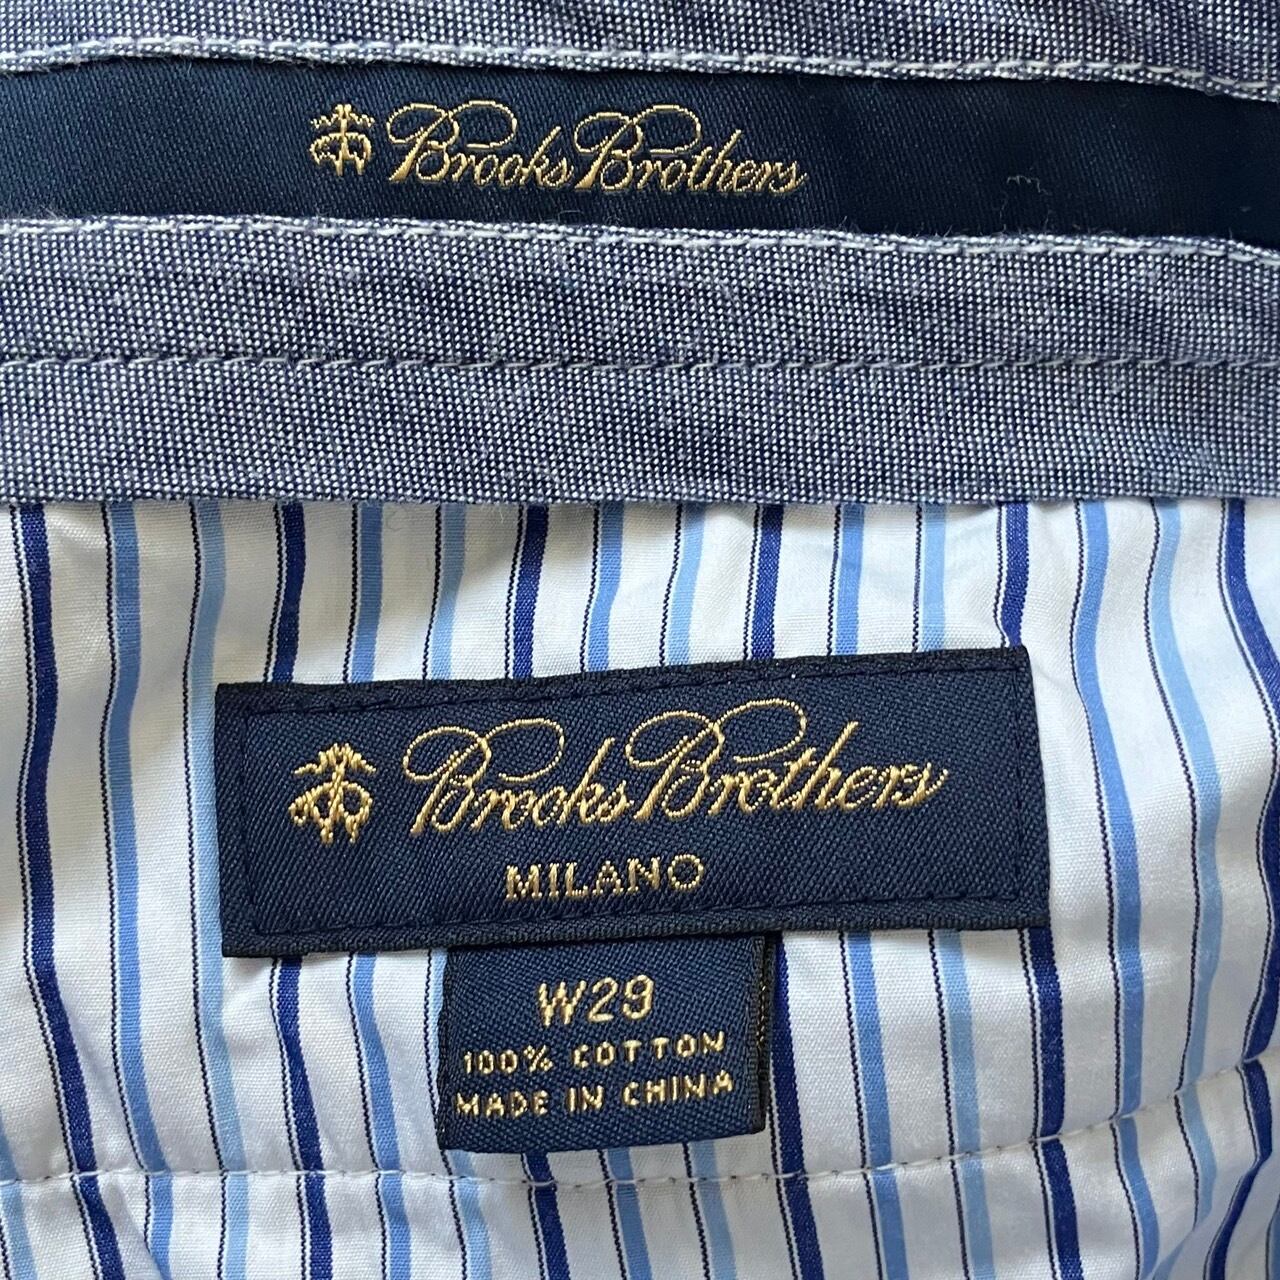 Brooks Brothers
Brooks Brothers
MILANO
W29
100% COTTON
MADE IN CHINA